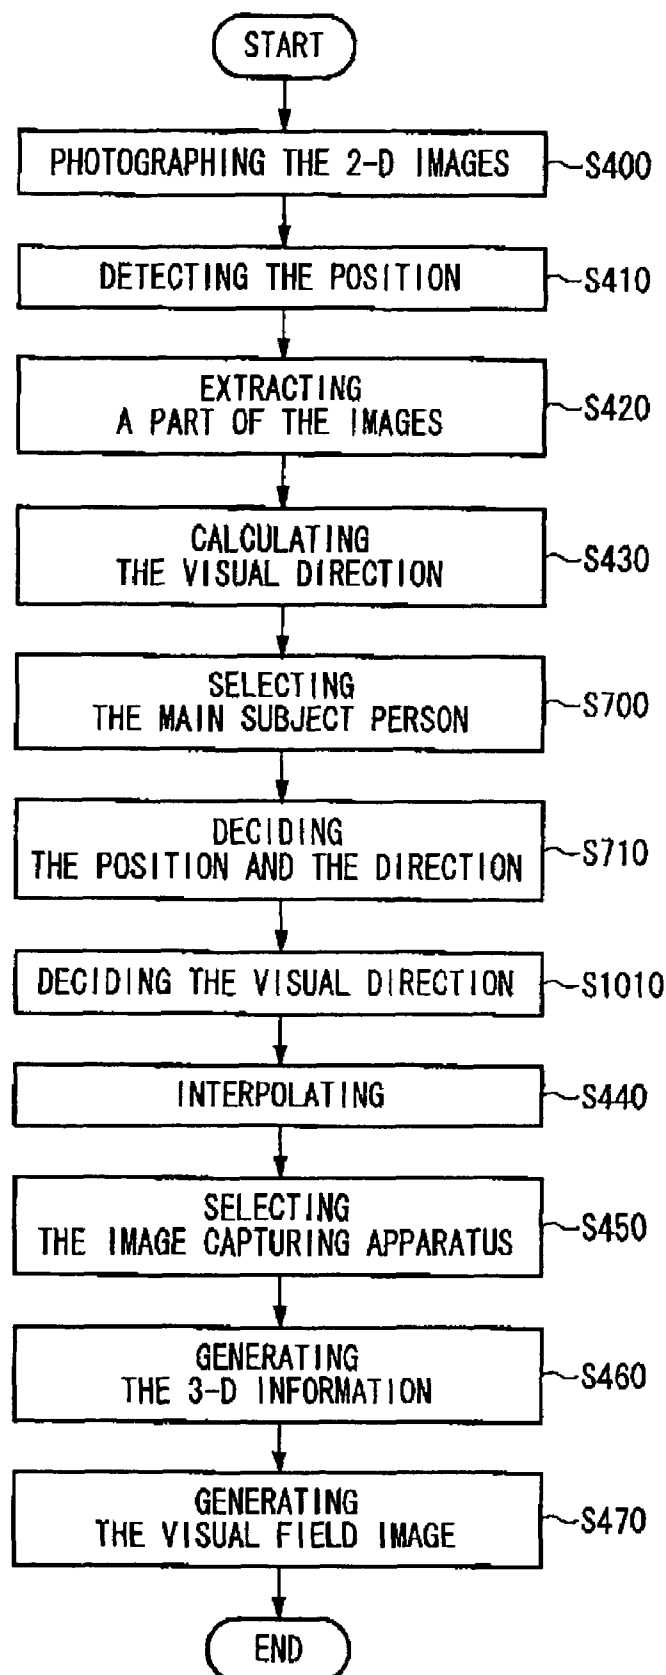 START
PHOTOGRAPHING THE 2-D IMAGES
S400
DETECTING THE POSITION
S410
EXTRACTING
A PART OF THE IMAGES
S420
CALCULATING
THE VISUAL DIRECTION
S430
SELECTING
THE MAIN SUBJECT PERSON
S700
DECIDING
THE POSITION AND THE DIRECTION
S710
DECIDING THE VISUAL DIRECTION
S1010
INTERPOLATING
S440
SELECTING
THE IMAGE CAPTURING APPARATUS
S450
GENERATING
THE 3-D INFORMATION
S460
GENERATING
THE VISUAL FIELD IMAGE
S470
END